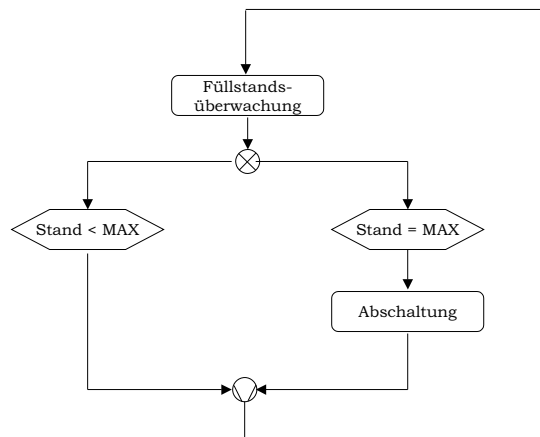 Füllstands-
überwachung
Stand < MAX
Stand = MAX
Abschaltung